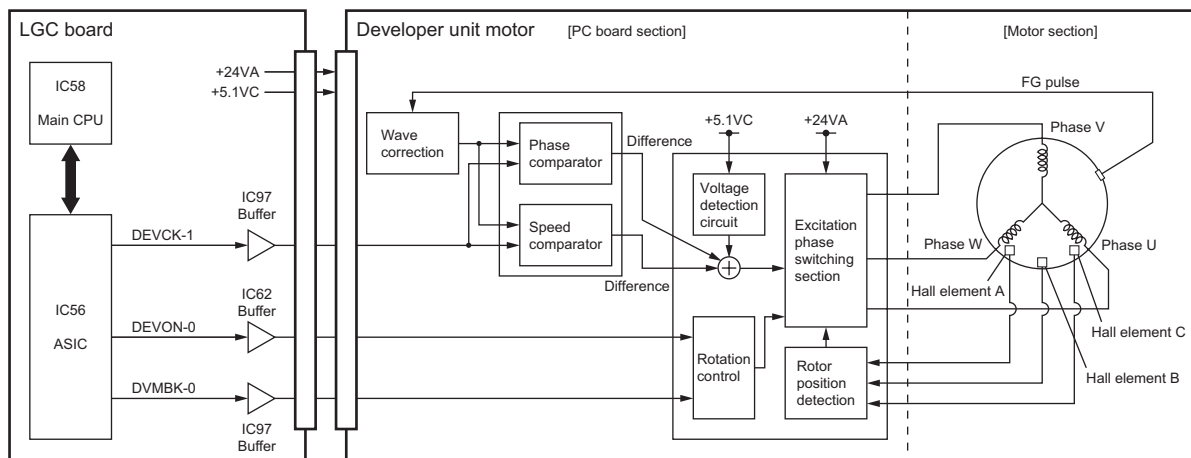 LGC board
Developer unit motor
[PC board section]
[Motor section]
IC58
Main CPU
+24VA
+5.1VC
FG pulse
Wave
correction
Phase
comparator
Difference
+5.1VC
+24VA
Phase V
Voltage
detection
circuit
Excitation
phase
switching
section
IC97
Buffer
DEVCK-1
Speed
comparator
Difference
Phase W
Phase U
Hall element A
IC56
ASIC
IC62
Buffer
DEVON-0
Hall element C
Rotation
control
Rotor
position
detection
Hall element B
DVMBK-0
IC97
Buffer